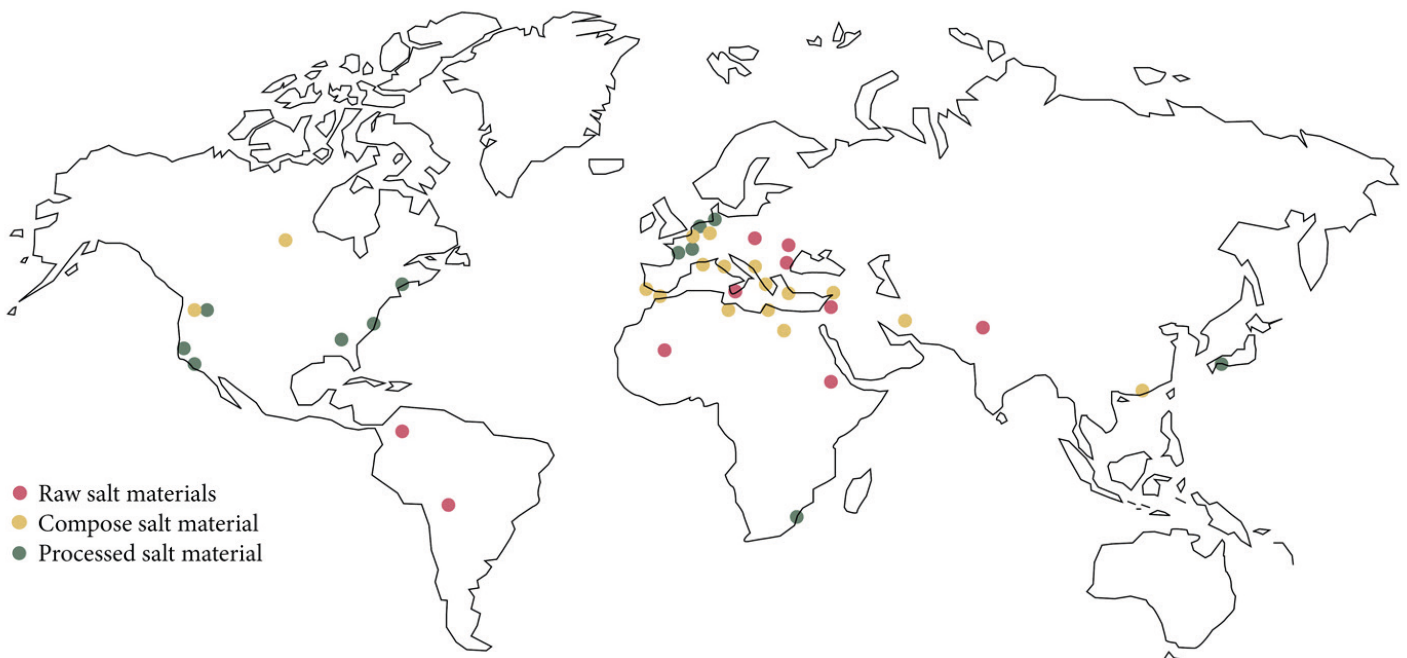 Raw salt materials
Compose salt material
Processed salt material